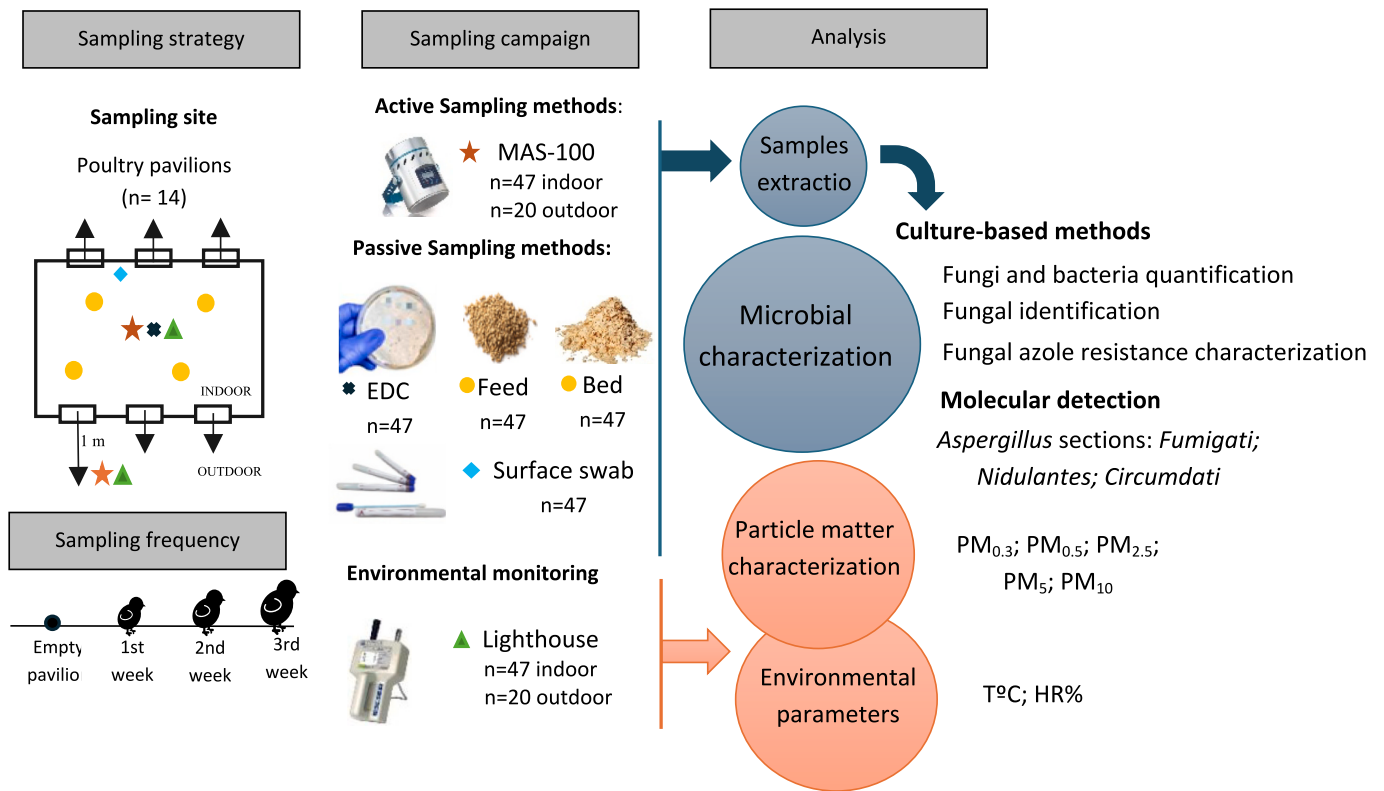 Sampling strategy
Sampling campaign
Analysis
Sampling site
Poultry pavilions
(n= 14)
INDOOR
1 m
OUTDOOR
Sampling frequency
Empty
pavilio
1st
week
2nd
week
3rd
week
Active Sampling methods:
MAS-100
n=47 indoor
n=20 outdoor
Passive Sampling methods:
EDC
n=47
Feed
n=47
Bed
n=47
Surface swab
n=47
Environmental monitoring
Lighthouse
n=47 indoor
n=20 outdoor
Samples
extractio
Microbial
characterization
Culture-based methods
Fungi and bacteria quantification
Fungal identification
Fungal azole resistance characterization
Molecular detection
Aspergillus sections: Fumigati;
Nidulantes; Circumdati
Particle matter
characterization
PM0.3; PM0.5; PM2.5;
PM5; PM10
Environmental
parameters
TºC; HR%